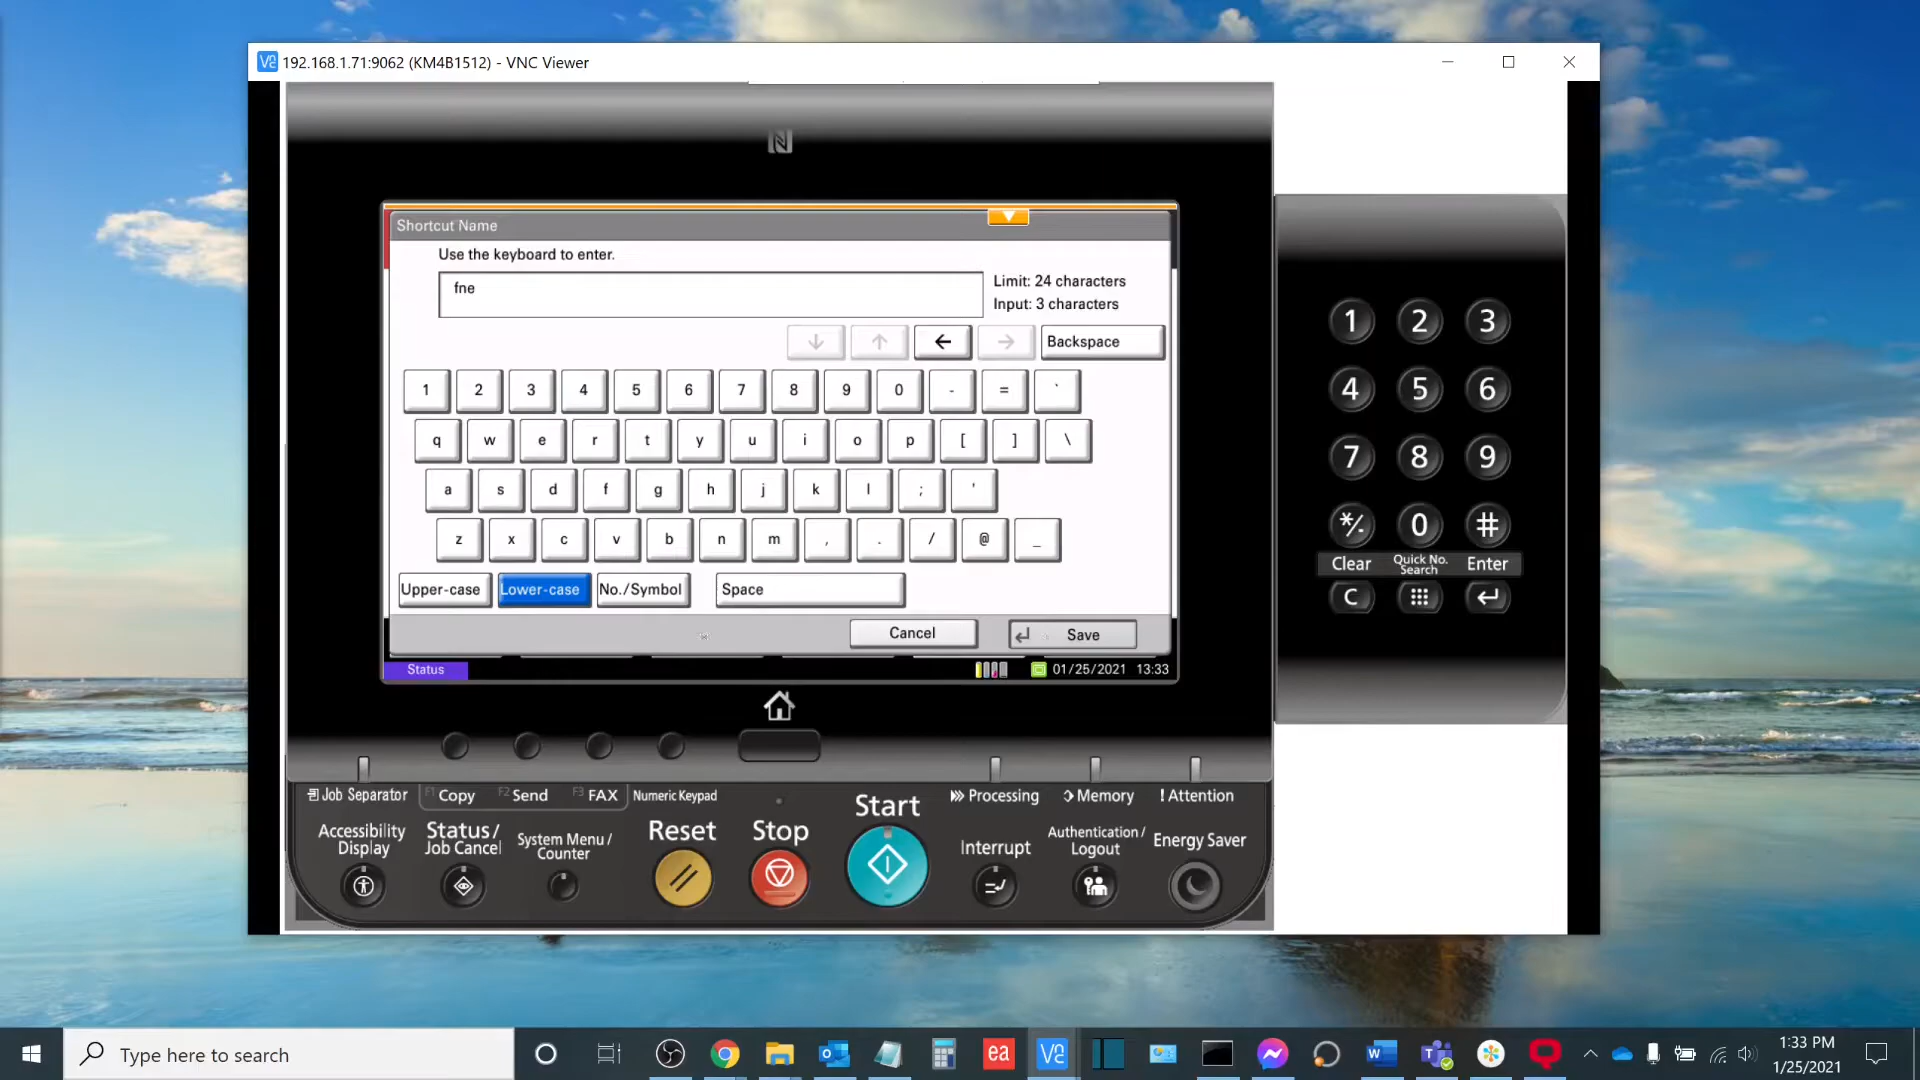 192.168.1.71:9062 (KM4B1512) - VNC Viewer
Shortcut Name
Use the keyboard to enter.
fne
Limit: 24 characters
Input: 3 characters
↓ ↑ ← → Backspace
1 2 3 4 5 6 7 8 9 0 - = `
q w e r t y u i o p [ ] \
a s d f g h j k l ; '
z x c v b n m , . / @ _
Upper-case Lower-case No./Symbol Space
Cancel Save
Status 01/25/2021 13:33
1 2 3
4 5 6
7 8 9
*/. 0 #
Clear Quick No. Search Enter
C
Job Separator F1 Copy F2 Send F3 FAX Numeric Keypad Processing Memory ! Attention
Accessibility Display
Status / Job Cancel
System Menu / Counter
Reset
Stop
Start
Interrupt
Authentication / Logout
Energy Saver
Type here to search
ea
1:33 PM
1/25/2021